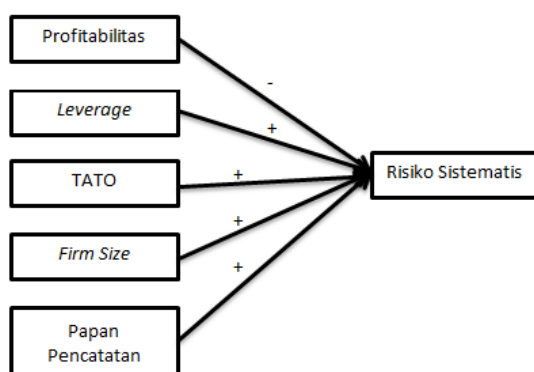 Profitabilitas
-
Leverage
+
TATO
+
Risiko Sistematis
Firm Size
+
Papan
Pencatatan
+